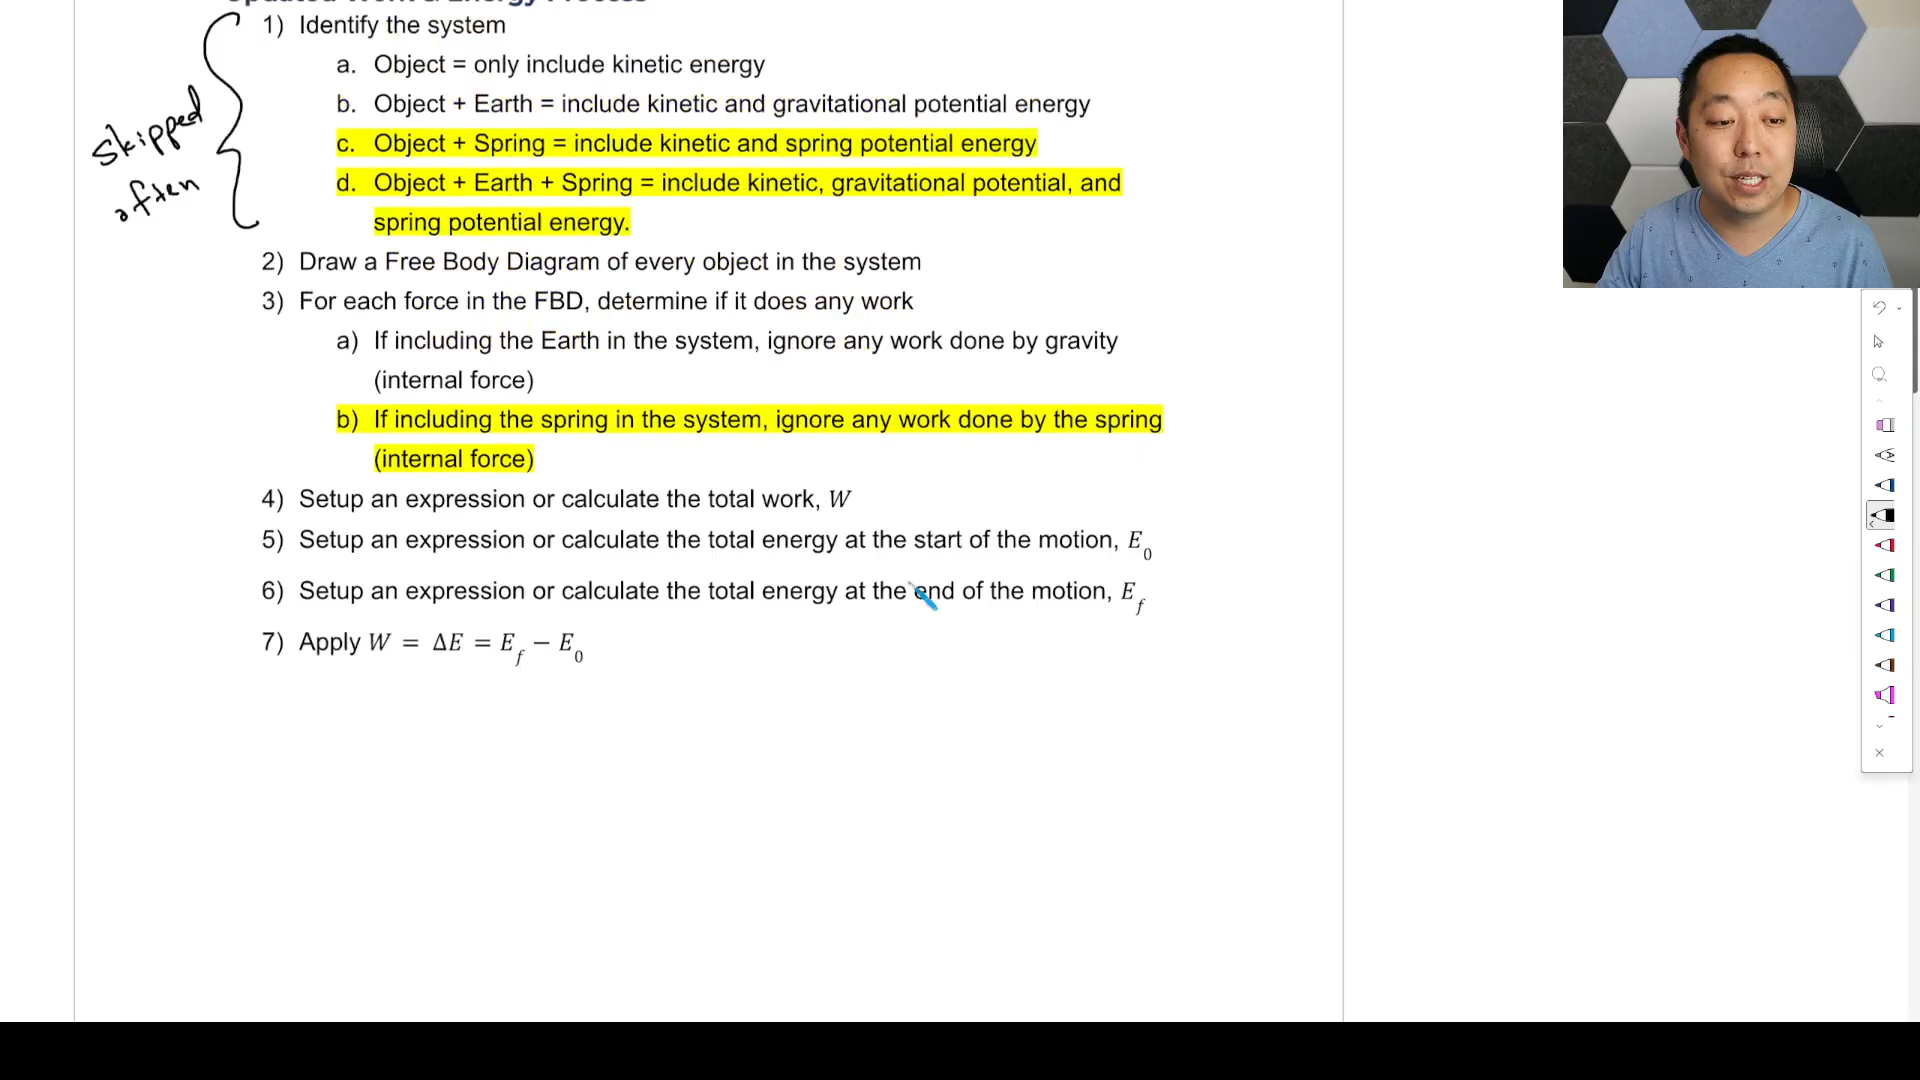 Updated Work & Energy Process
1) Identify the system
a. Object = only include kinetic energy
b. Object + Earth = include kinetic and gravitational potential energy
c. Object + Spring = include kinetic and spring potential energy
d. Object + Earth + Spring = include kinetic, gravitational potential, and
spring potential energy.
skipped
often
2) Draw a Free Body Diagram of every object in the system
3) For each force in the FBD, determine if it does any work
a) If including the Earth in the system, ignore any work done by gravity
(internal force)
b) If including the spring in the system, ignore any work done by the spring
(internal force)
4) Setup an expression or calculate the total work, W
5) Setup an expression or calculate the total energy at the start of the motion, E₀
6) Setup an expression or calculate the total energy at the end of the motion, E_f
7) Apply W = ΔE = E_f − E₀